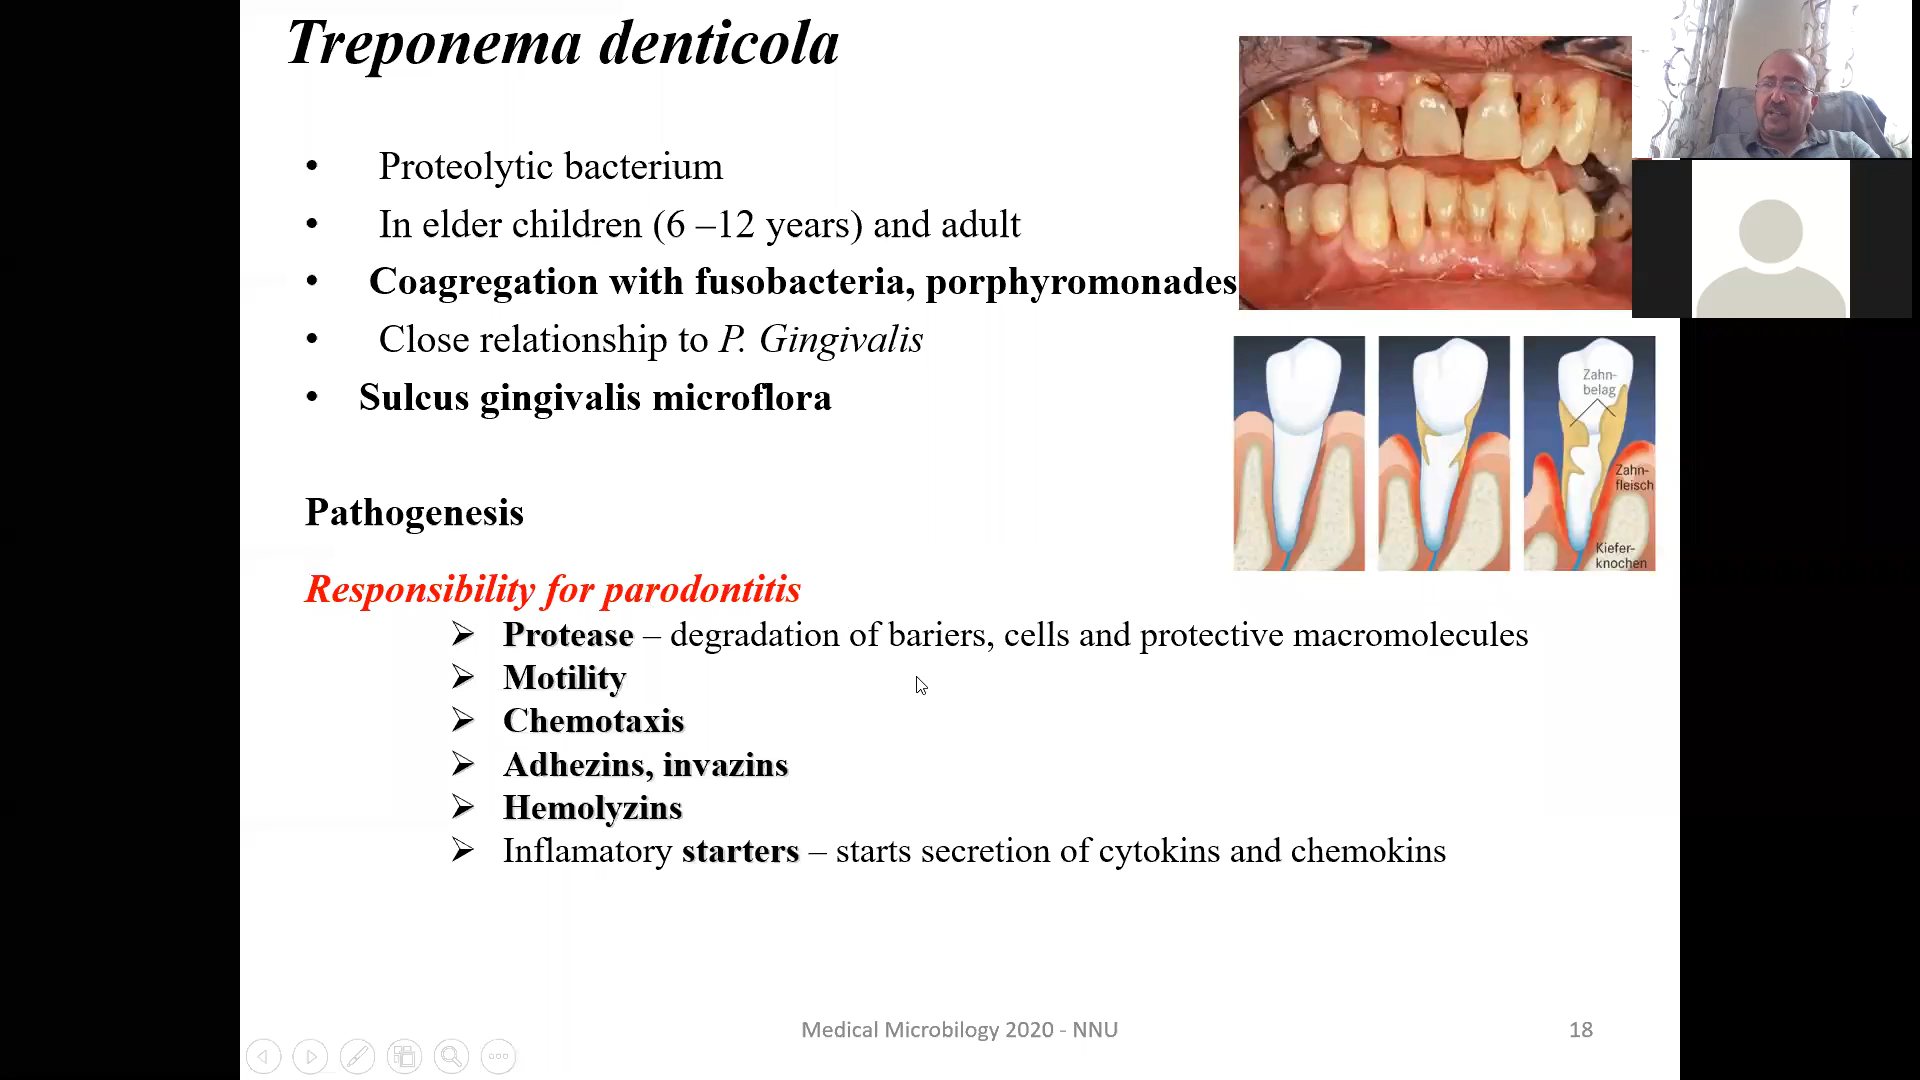 Treponema denticola
• Proteolytic bacterium
• In elder children (6 –12 years) and adult
• Coagregation with fusobacteria, porphyromonades
• Close relationship to P. Gingivalis
• Sulcus gingivalis microflora
Zahn-
belag
Zahn-
fleisch
Kiefer-
knochen
Pathogenesis
Responsibility for parodontitis
➢ Protease – degradation of bariers, cells and protective macromolecules
➢ Motility
➢ Chemotaxis
➢ Adhezins, invazins
➢ Hemolyzins
➢ Inflamatory starters – starts secretion of cytokins and chemokins
Medical Microbilogy 2020 - NNU
18